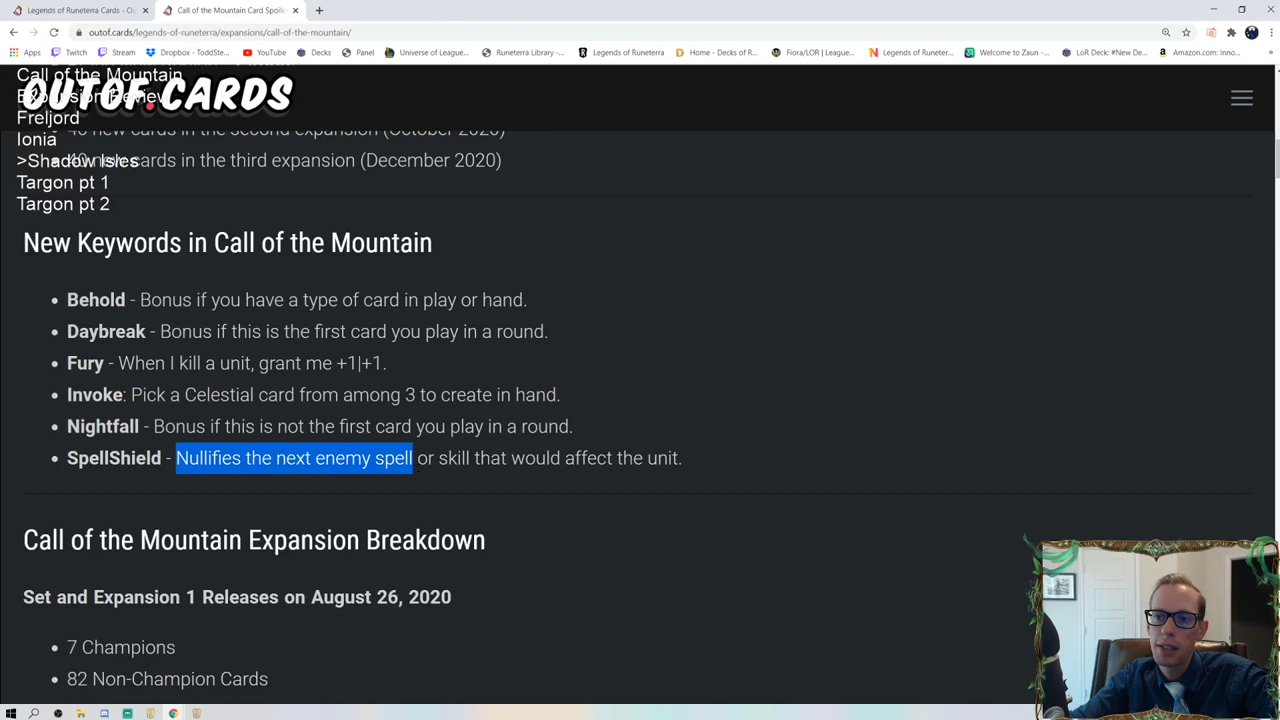 Legends of Runeterra Cards - Ou
Call of the Mountain Card Spoile
outof.cards/legends-of-runeterra/expansions/call-of-the-mountain/
Apps Twitch Stream Dropbox - ToddSte... YouTube Decks Panel Universe of League... Runeterra Library -... Legends of Runeterra Home - Decks of R... Fiora/LOR | League... Legends of Runeter... Welcome to Zaun -... LoR Deck: #New De... Amazon.com: Inno...
Call of the Mountain
Expansion Review
OUTOF.CARDS
Freljord
Ionia
>Shadow Isles
Targon pt 1
Targon pt 2
40 new cards in the second expansion (October 2020)
40 new cards in the third expansion (December 2020)
New Keywords in Call of the Mountain
Behold - Bonus if you have a type of card in play or hand.
Daybreak - Bonus if this is the first card you play in a round.
Fury - When I kill a unit, grant me +1|+1.
Invoke: Pick a Celestial card from among 3 to create in hand.
Nightfall - Bonus if this is not the first card you play in a round.
SpellShield - Nullifies the next enemy spell or skill that would affect the unit.
Call of the Mountain Expansion Breakdown
Set and Expansion 1 Releases on August 26, 2020
7 Champions
82 Non-Champion Cards